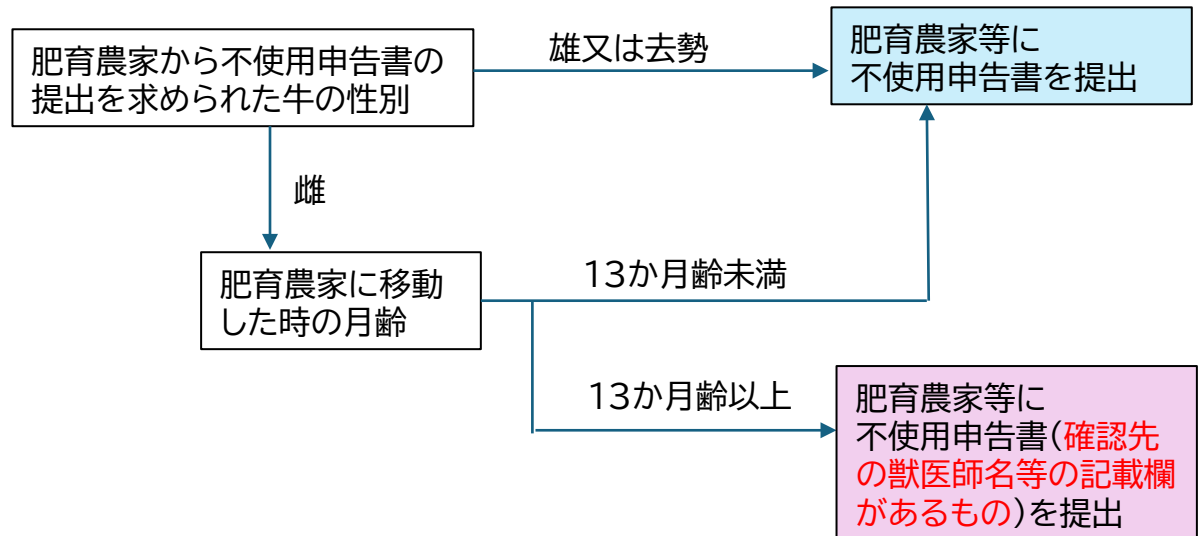 肥育農家から不使用申告書の
提出を求められた牛の性別
雄又は去勢
肥育農家等に
不使用申告書を提出
雌
肥育農家に移動
した時の月齢
13か月齢未満
13か月齢以上
肥育農家等に
不使用申告書(確認先
の獣医師名等の記載欄
があるもの)を提出